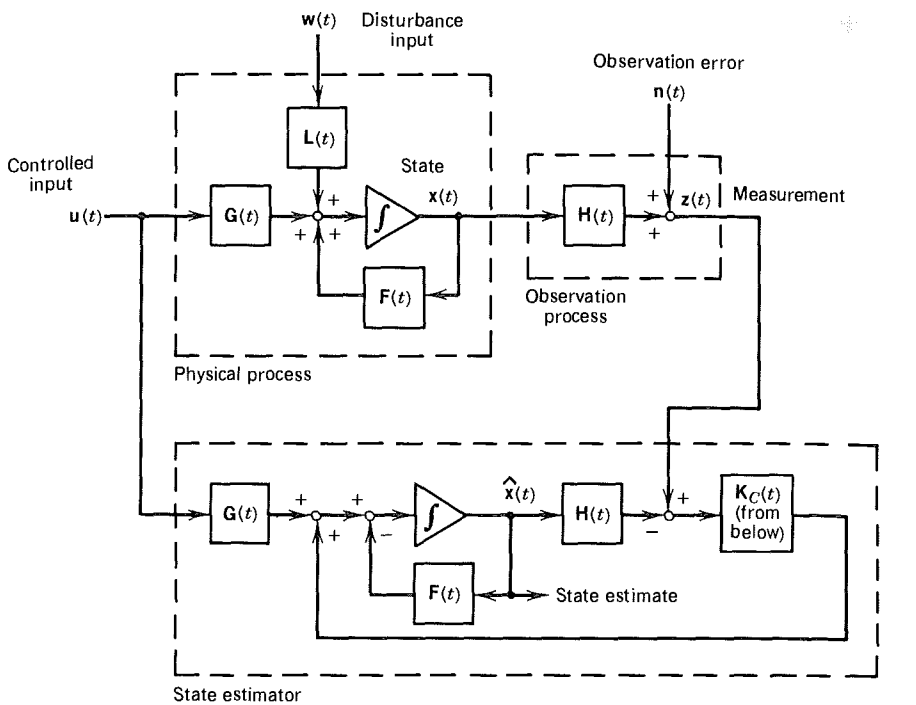 w(t) Disturbance
input
Observation error
n(t)
L(t)
Controlled
input
State
x(t)
u(t)
G(t)
+
+ +
∫
H(t)
+
+
z(t)
Measurement
F(t)
Observation
process
Physical process
G(t)
+
+
+
−
∫
x̂(t)
H(t)
+
−
K_C(t)
(from
below)
F(t)
State estimate
State estimator